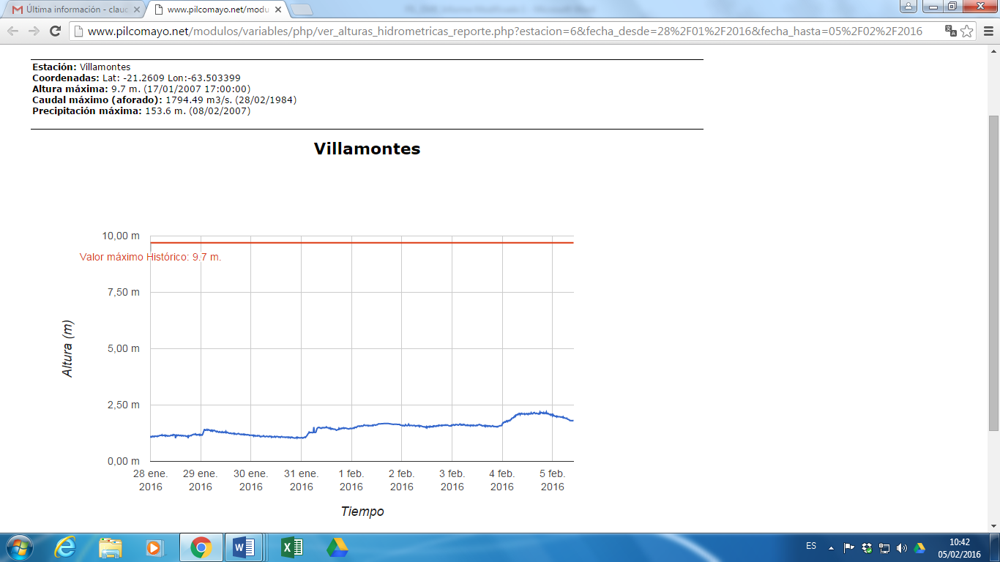 Última información - clauc
www.pilcomayo.net/modu
www.pilcomayo.net/modulos/variables/php/ver_alturas_hidrometricas_reporte.php?estacion=6&fecha_desde=28%2F01%2F2016&fecha_hasta=05%2F02%2F2016
Estación: Villamontes
Coordenadas: Lat: -21.2609 Lon:-63.503399
Altura máxima: 9.7 m. (17/01/2007 17:00:00)
Caudal máximo (aforado): 1794.49 m3/s. (28/02/1984)
Precipitación máxima: 153.6 m. (08/02/2007)
Villamontes
10,00 m
Valor máximo Histórico: 9.7 m.
7,50 m
5,00 m
2,50 m
0,00 m
Altura (m)
28 ene. 29 ene. 30 ene. 31 ene. 1 feb. 2 feb. 3 feb. 4 feb. 5 feb.
2016 2016 2016 2016 2016 2016 2016 2016 2016
Tiempo
ES
10:42
05/02/2016